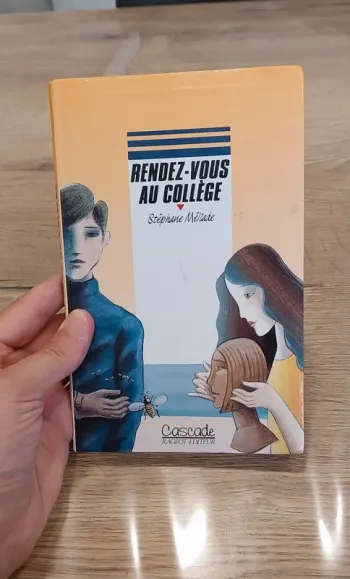 RENDEZ-VOUS
AU COLLÈGE
Stéphane Méliade
Cascade
RAGEOT-ÉDITEUR